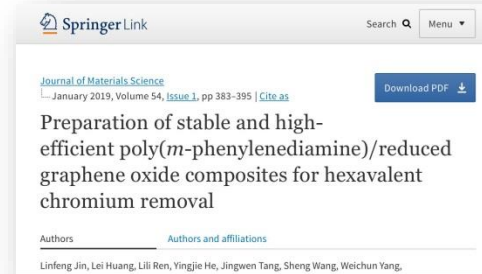 Springer Link
Search
Menu ▼
Journal of Materials Science
January 2019, Volume 54, Issue 1, pp 383–395 | Cite as
Download PDF
Preparation of stable and high-
efficient poly(m-phenylenediamine)/reduced
graphene oxide composites for hexavalent
chromium removal
Authors
Authors and affiliations
Linfeng Jin, Lei Huang, Lili Ren, Yingjie He, Jingwen Tang, Sheng Wang, Weichun Yang,